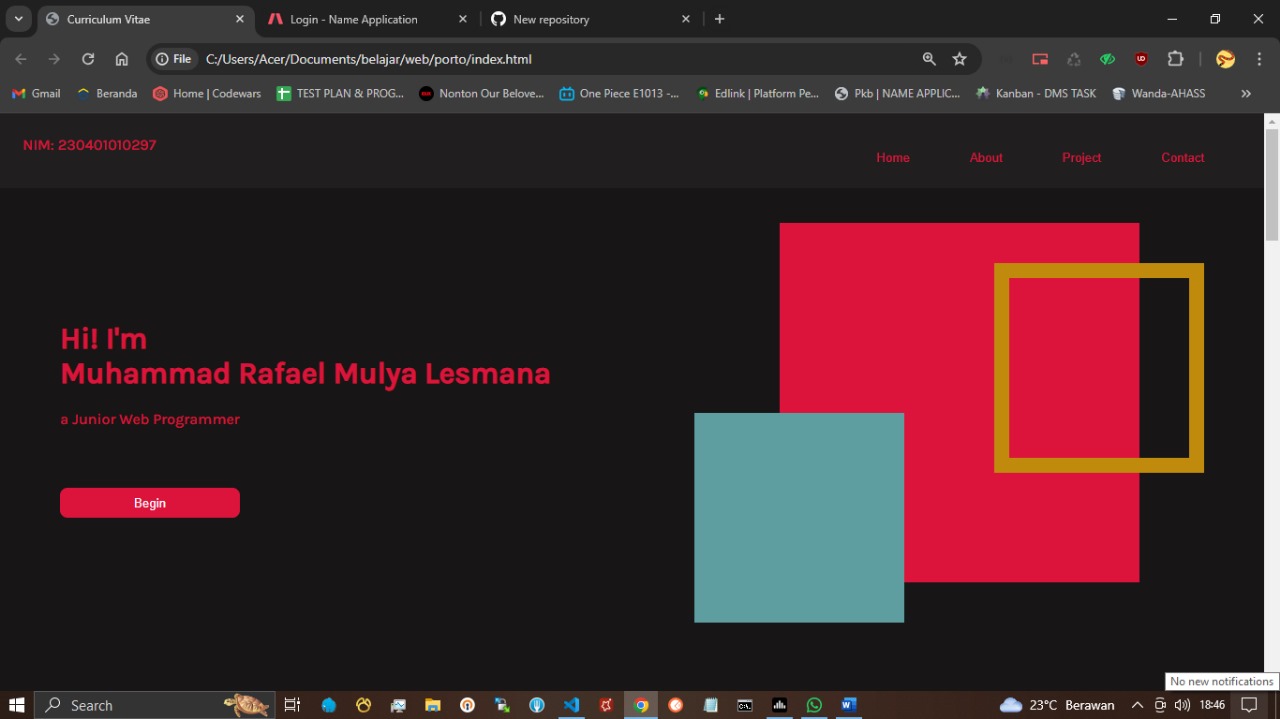 Curriculum Vitae
Login - Name Application
New repository
File
C:/Users/Acer/Documents/belajar/web/porto/index.html
Gmail
Beranda
Home | Codewars
TEST PLAN & PROG...
Nonton Our Belove...
One Piece E1013 -...
Edlink | Platform Pe...
Pkb | NAME APPLIC...
Kanban - DMS TASK
Wanda-AHASS
NIM: 230401010297
Home
About
Project
Contact
Hi! I'm
Muhammad Rafael Mulya Lesmana
a Junior Web Programmer
Begin
No new notifications
Search
23°C Berawan
18:46